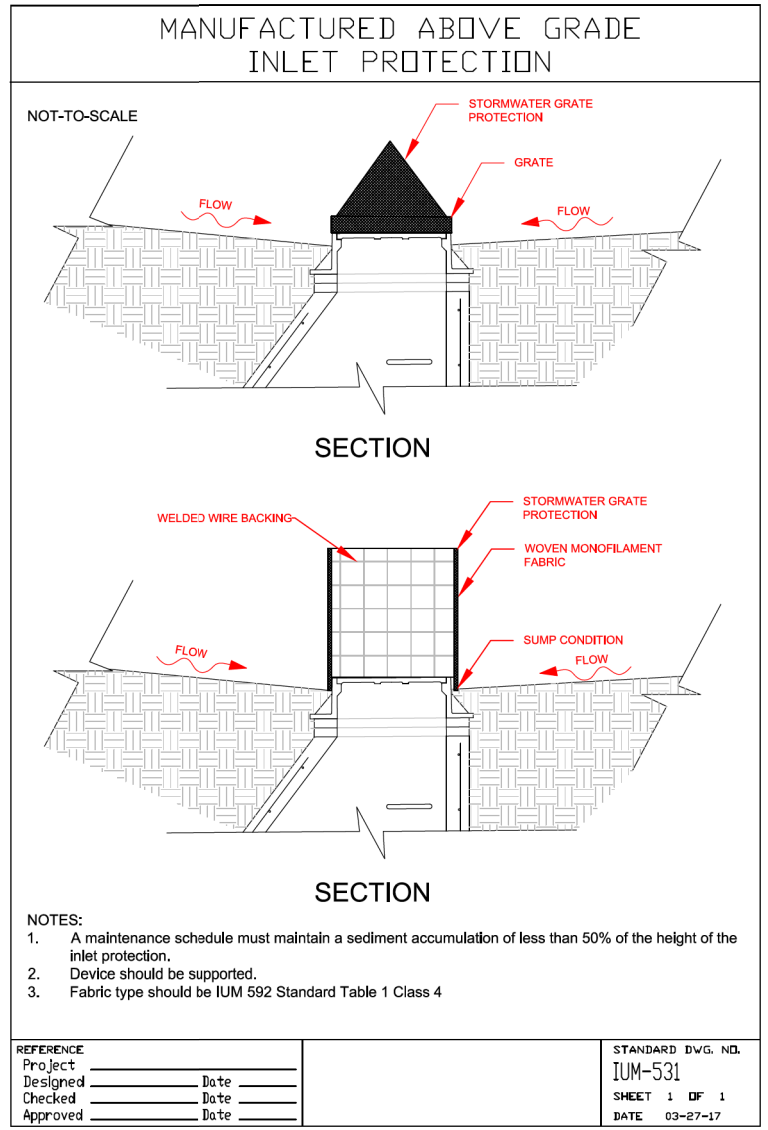 MANUFACTURED ABOVE GRADE
INLET PROTECTION
NOT-TO-SCALE
STORMWATER GRATE
PROTECTION
GRATE
FLOW
FLOW
SECTION
STORMWATER GRATE
PROTECTION
WELDED WIRE BACKING
WOVEN MONOFILAMENT
FABRIC
SUMP CONDITION
FLOW
FLOW
SECTION
NOTES:
1. A maintenance schedule must maintain a sediment accumulation of less than 50% of the height of the
inlet protection.
2. Device should be supported.
3. Fabric type should be IUM 592 Standard Table 1 Class 4
REFERENCE
Project
Designed Date
Checked Date
Approved Date
STANDARD DWG. NO.
IUM-531
SHEET 1 OF 1
DATE 03-27-17